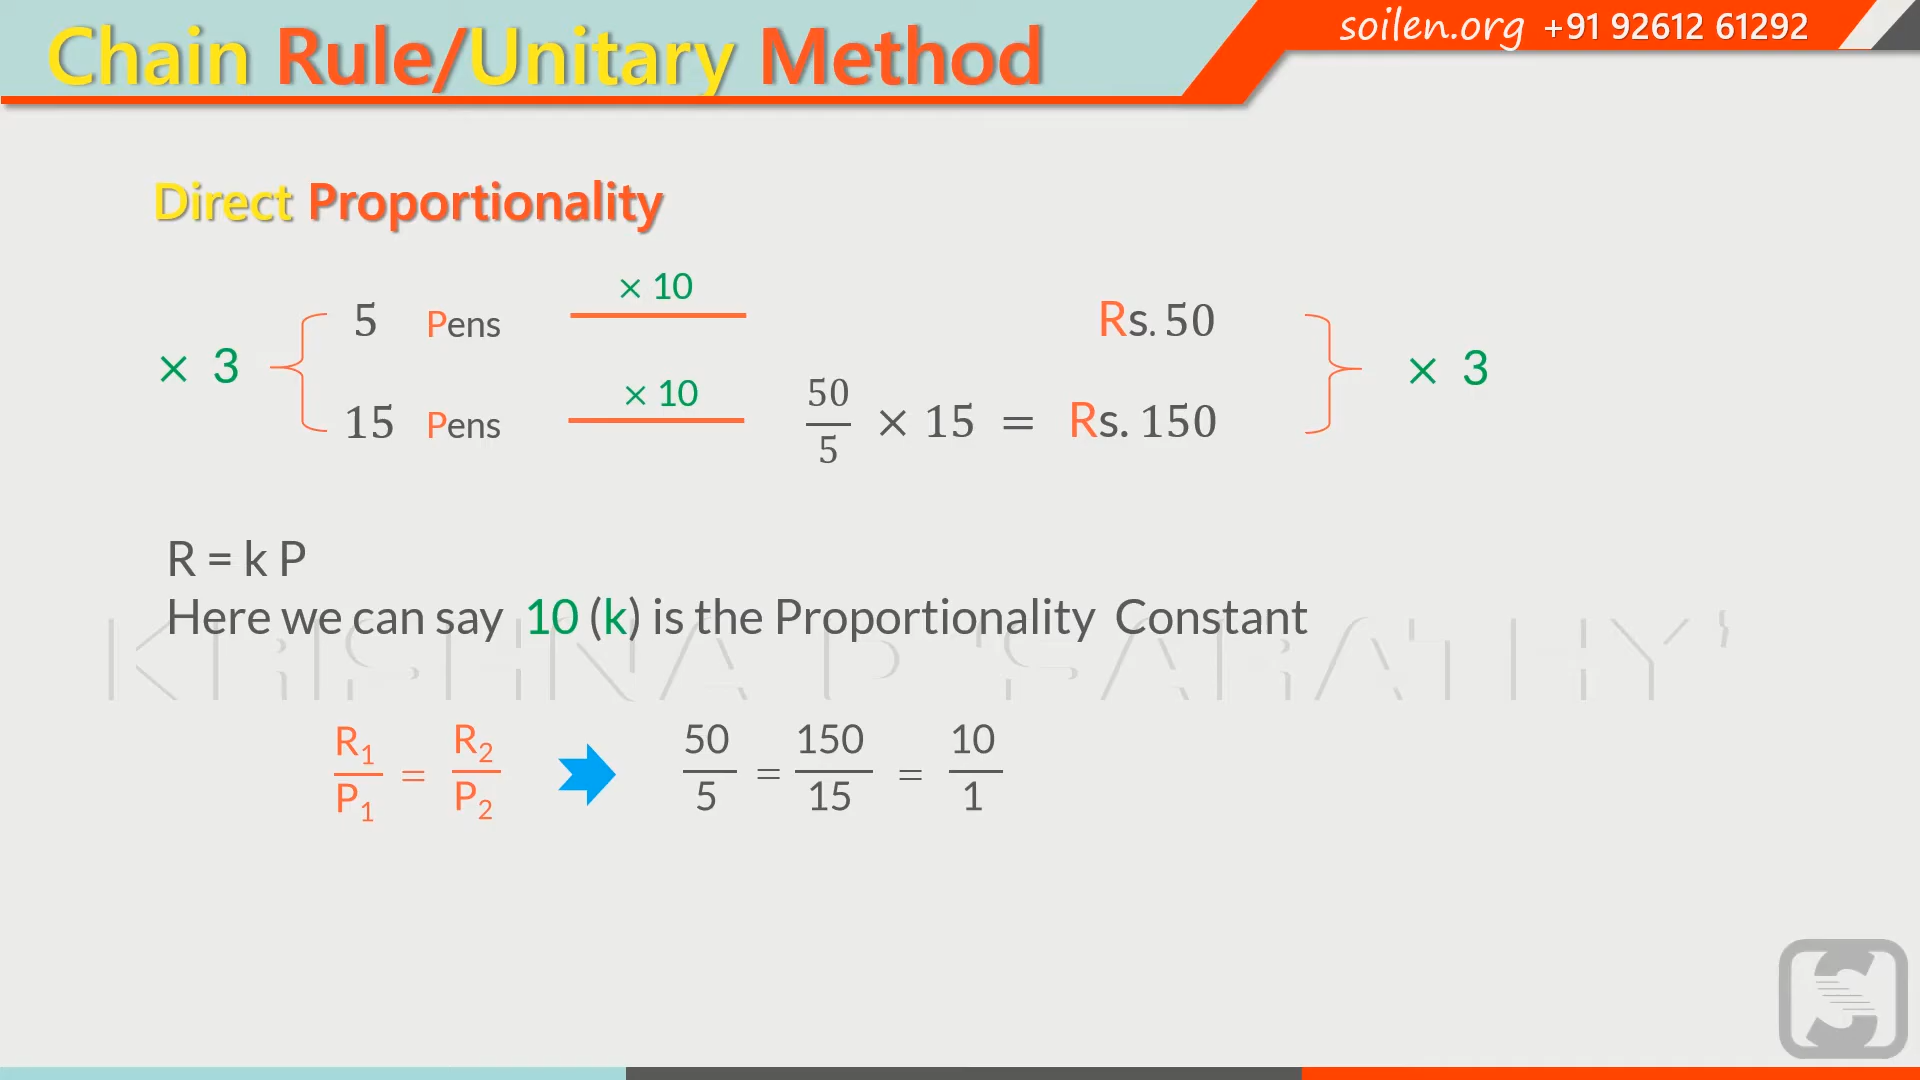 Chain Rule/Unitary Method
soilen.org +91 92612 61292
Direct Proportionality
× 10
5 Pens Rs. 50
× 3 × 3
× 10
15 Pens 50/5 × 15 = Rs. 150
R = k P
Here we can say 10 (k) is the Proportionality Constant
KRISHNA P 'SARATHY'
R₁/P₁ = R₂/P₂ 50/5 = 150/15 = 10/1